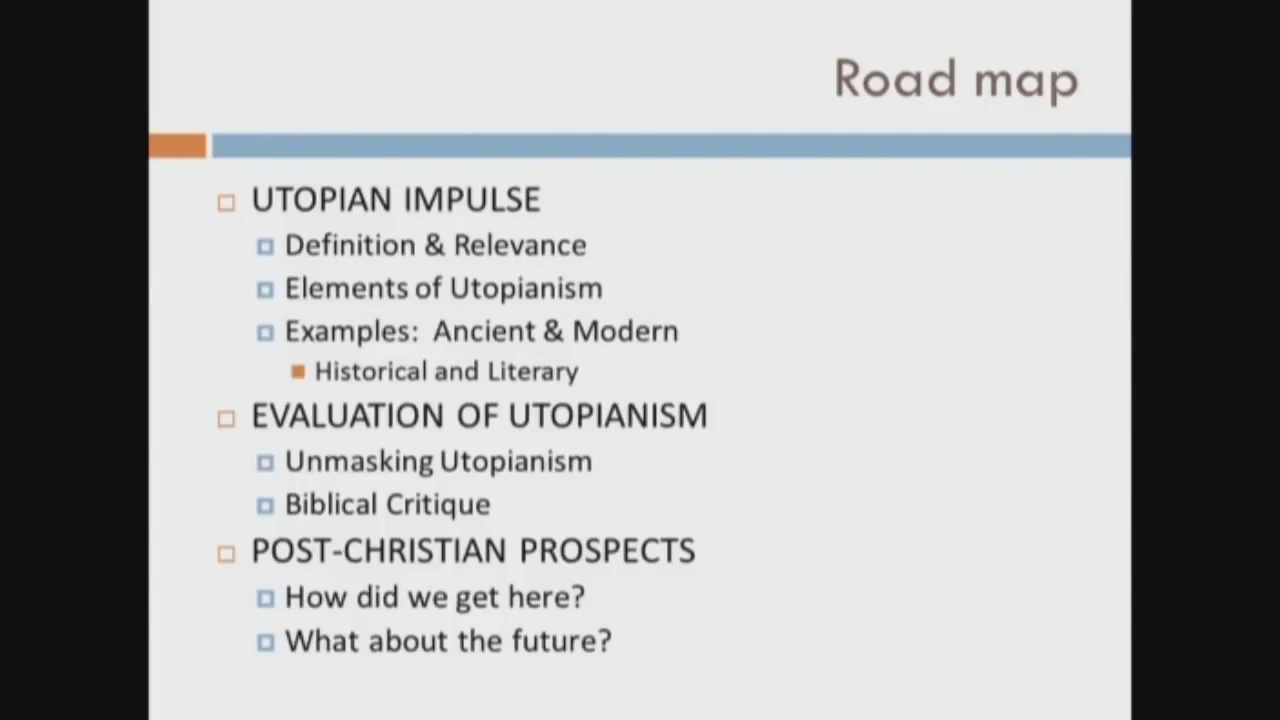 Road map
UTOPIAN IMPULSE
Definition & Relevance
Elements of Utopianism
Examples: Ancient & Modern
Historical and Literary
EVALUATION OF UTOPIANISM
Unmasking Utopianism
Biblical Critique
POST-CHRISTIAN PROSPECTS
How did we get here?
What about the future?